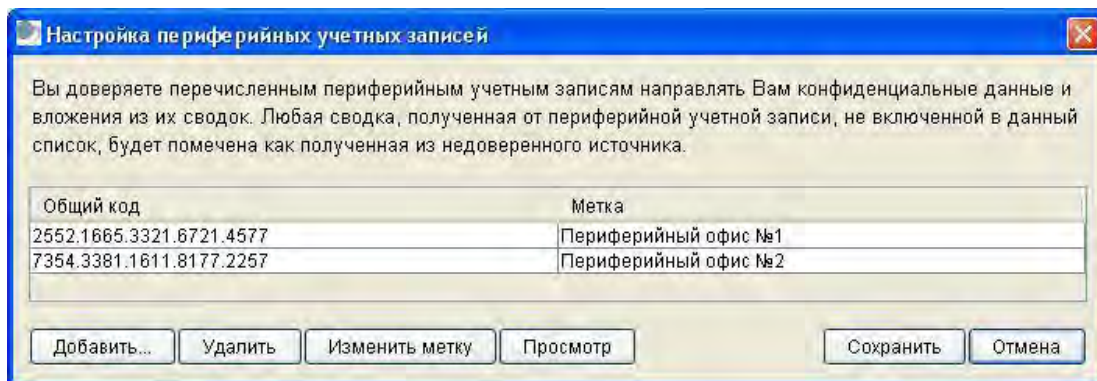 Настройка периферийных учетных записей
Вы доверяете перечисленным периферийным учетным записям направлять Вам конфиденциальные данные и
вложения из их сводок. Любая сводка, полученная от периферийной учетной записи, не включенной в данный
список, будет помечена как полученная из недоверенного источника.
Общий код Метка
2552.1665.3321.6721.4577 Периферийный офис №1
7354.3381.1611.8177.2257 Периферийный офис №2
Добавить... Удалить Изменить метку Просмотр Сохранить Отмена